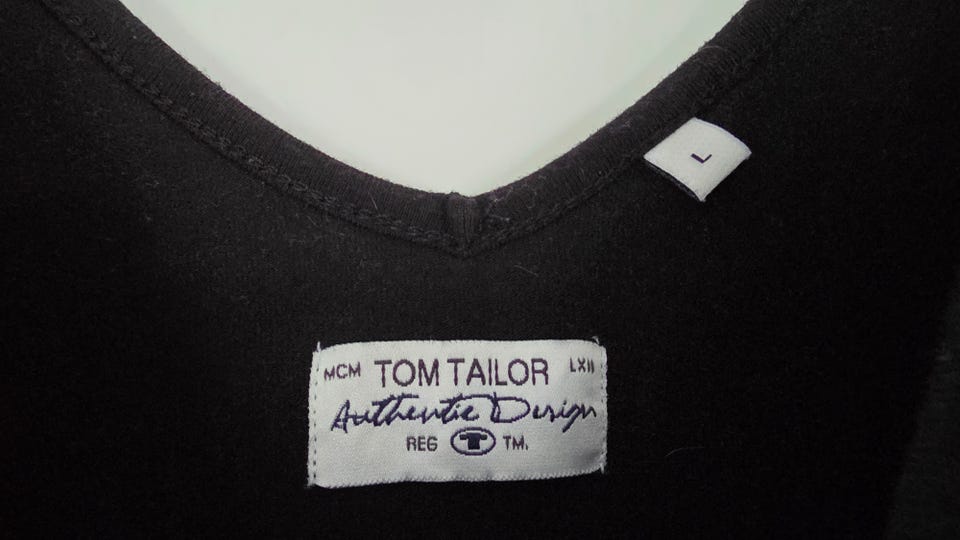 L
MCM TOM TAILOR LXII
Authentic Design
REG TM.